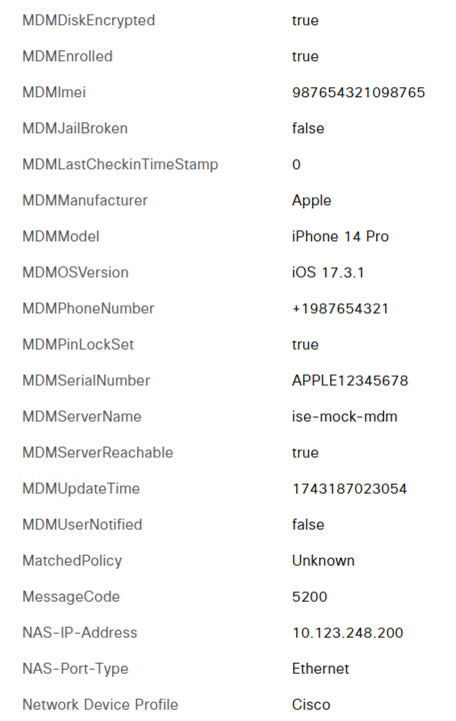 MDMDiskEncrypted true
MDMEnrolled true
MDMImei 987654321098765
MDMJailBroken false
MDMLastCheckinTimeStamp 0
MDMManufacturer Apple
MDMModel iPhone 14 Pro
MDMOSVersion iOS 17.3.1
MDMPhoneNumber +1987654321
MDMPinLockSet true
MDMSerialNumber APPLE12345678
MDMServerName ise-mock-mdm
MDMServerReachable true
MDMUpdateTime 1743187023054
MDMUserNotified false
MatchedPolicy Unknown
MessageCode 5200
NAS-IP-Address 10.123.248.200
NAS-Port-Type Ethernet
Network Device Profile Cisco